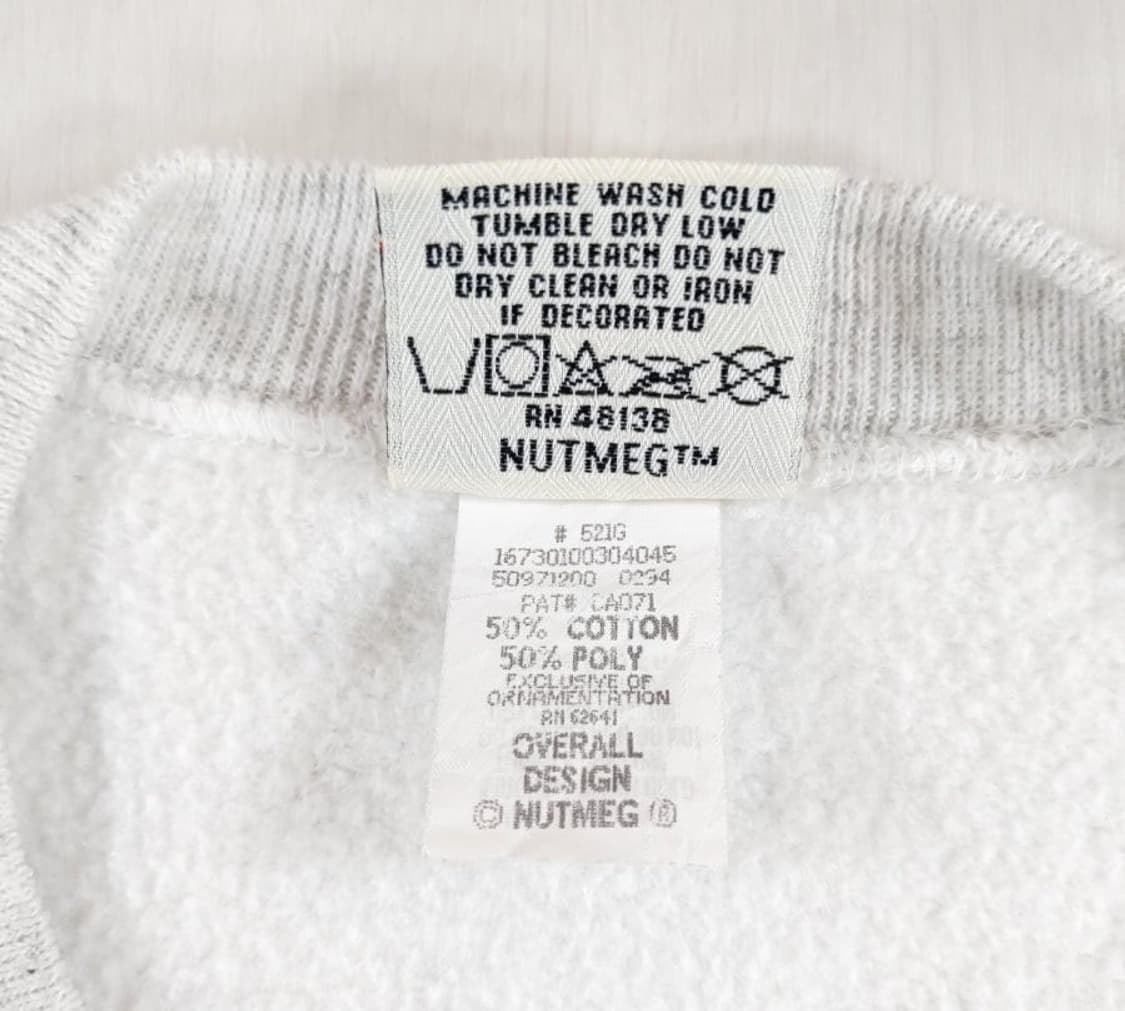 MACHINE WASH COLD
TUMBLE DRY LOW
DO NOT BLEACH DO NOT
DRY CLEAN OR IRON
IF DECORATED
RN 48138
NUTMEG™
# 521G
16730100304045
50971200 0294
PAT# CA071
50% COTTON
50% POLY
EXCLUSIVE OF
ORNAMENTATION
RN 62641
OVERALL
DESIGN
© NUTMEG ®